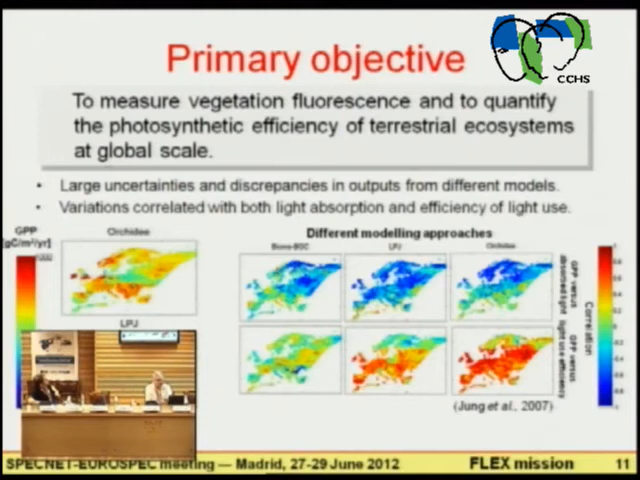 CCHS
Primary objective
To measure vegetation fluorescence and to quantify
the photosynthetic efficiency of terrestrial ecosystems
at global scale.
• Large uncertainties and discrepancies in outputs from different models.
• Variations correlated with both light absorption and efficiency of light use.
GPP
[gC/m²/yr]
Orchidee
LPJ
Different modelling approaches
Biome-BGC LPJ Orchidee
GPP versus
absorbed light
GPP versus
light use efficiency
Correlation
(Jung et al., 2007)
SPECNET-EUROSPEC meeting — Madrid, 27-29 June 2012 FLEX mission 11